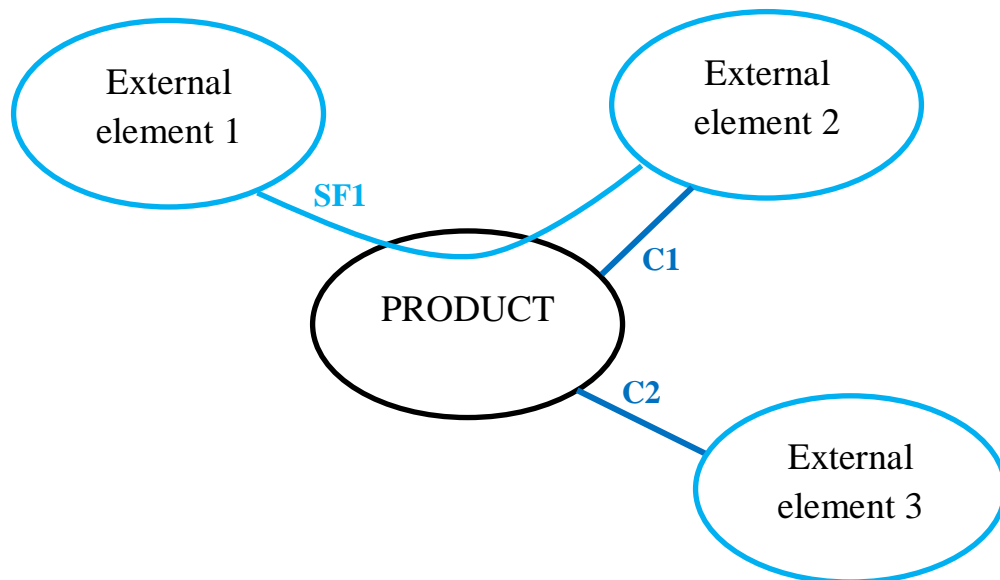 External
element 1
External
element 2
SF1
C1
PRODUCT
C2
External
element 3